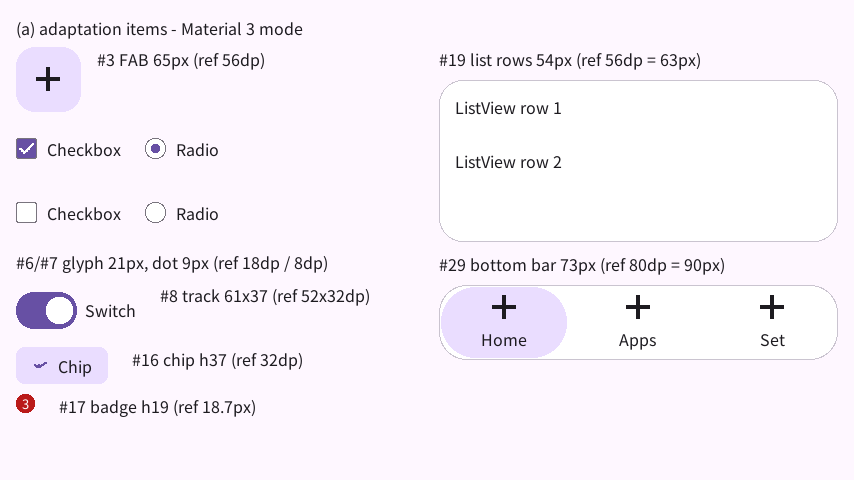 (a) adaptation items - Material 3 mode
#3 FAB 65px (ref 56dp)
Checkbox
Radio
Checkbox
Radio
#6/#7 glyph 21px, dot 9px (ref 18dp / 8dp)
Switch
#8 track 61x37 (ref 52x32dp)
Chip
#16 chip h37 (ref 32dp)
3
#17 badge h19 (ref 18.7px)
#19 list rows 54px (ref 56dp = 63px)
ListView row 1
ListView row 2
#29 bottom bar 73px (ref 80dp = 90px)
Home
Apps
Set